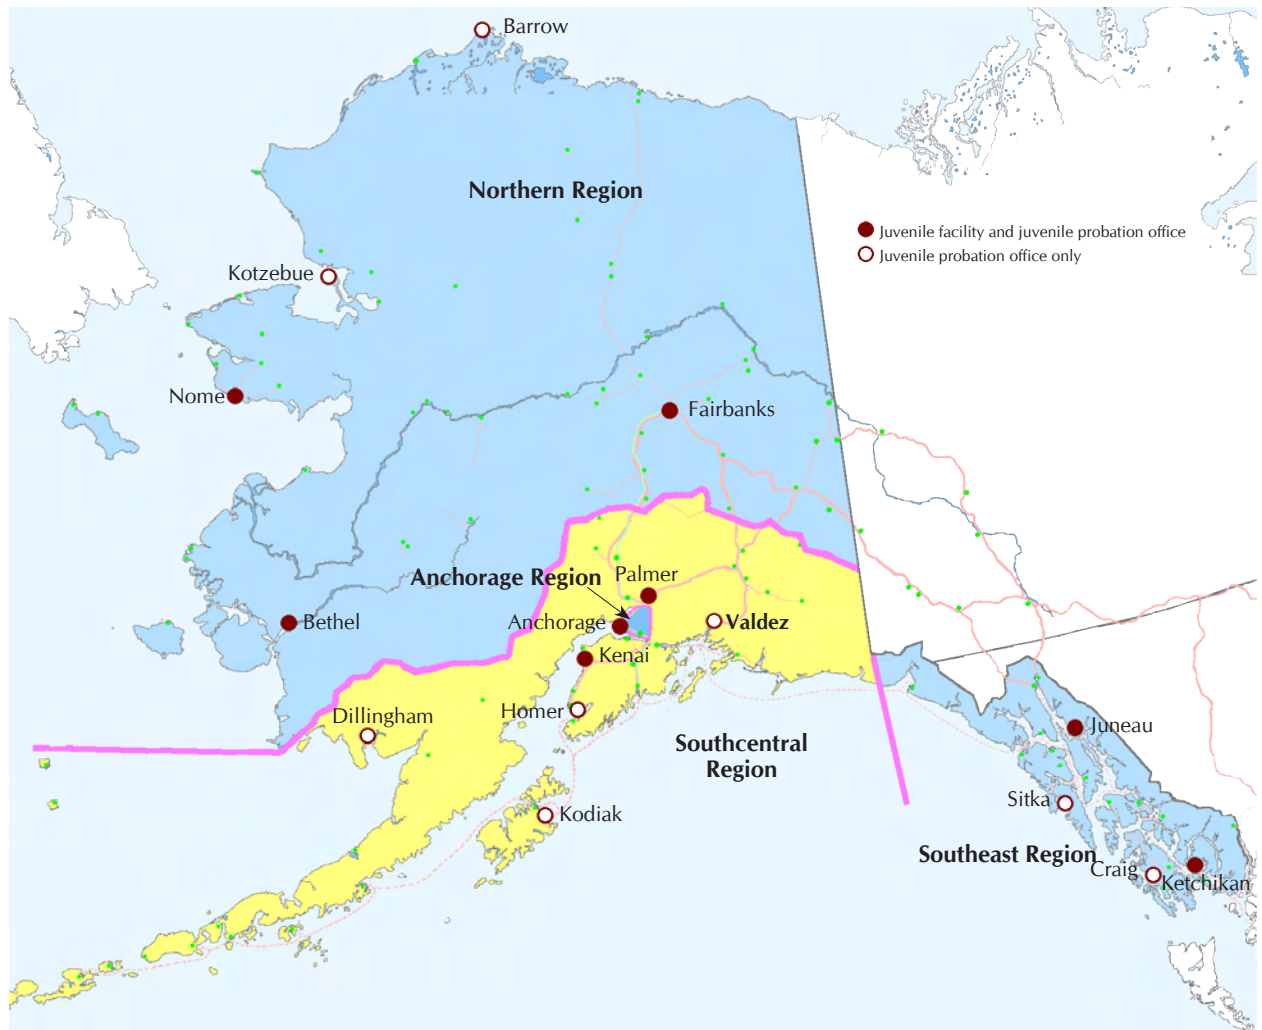 Barrow
Northern Region
Juvenile facility and juvenile probation office
Juvenile probation office only
Kotzebue
Nome
Fairbanks
Anchorage Region
Palmer
Bethel
Anchorage
Valdez
Kenai
Homer
Dillingham
Southcentral
Region
Juneau
Sitka
Kodiak
Southeast Region
Craig
Ketchikan